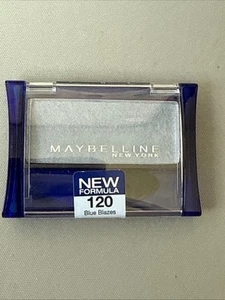 MAYBELLINE
NEW YORK
NEW
FORMULA
120
Blue Blazes